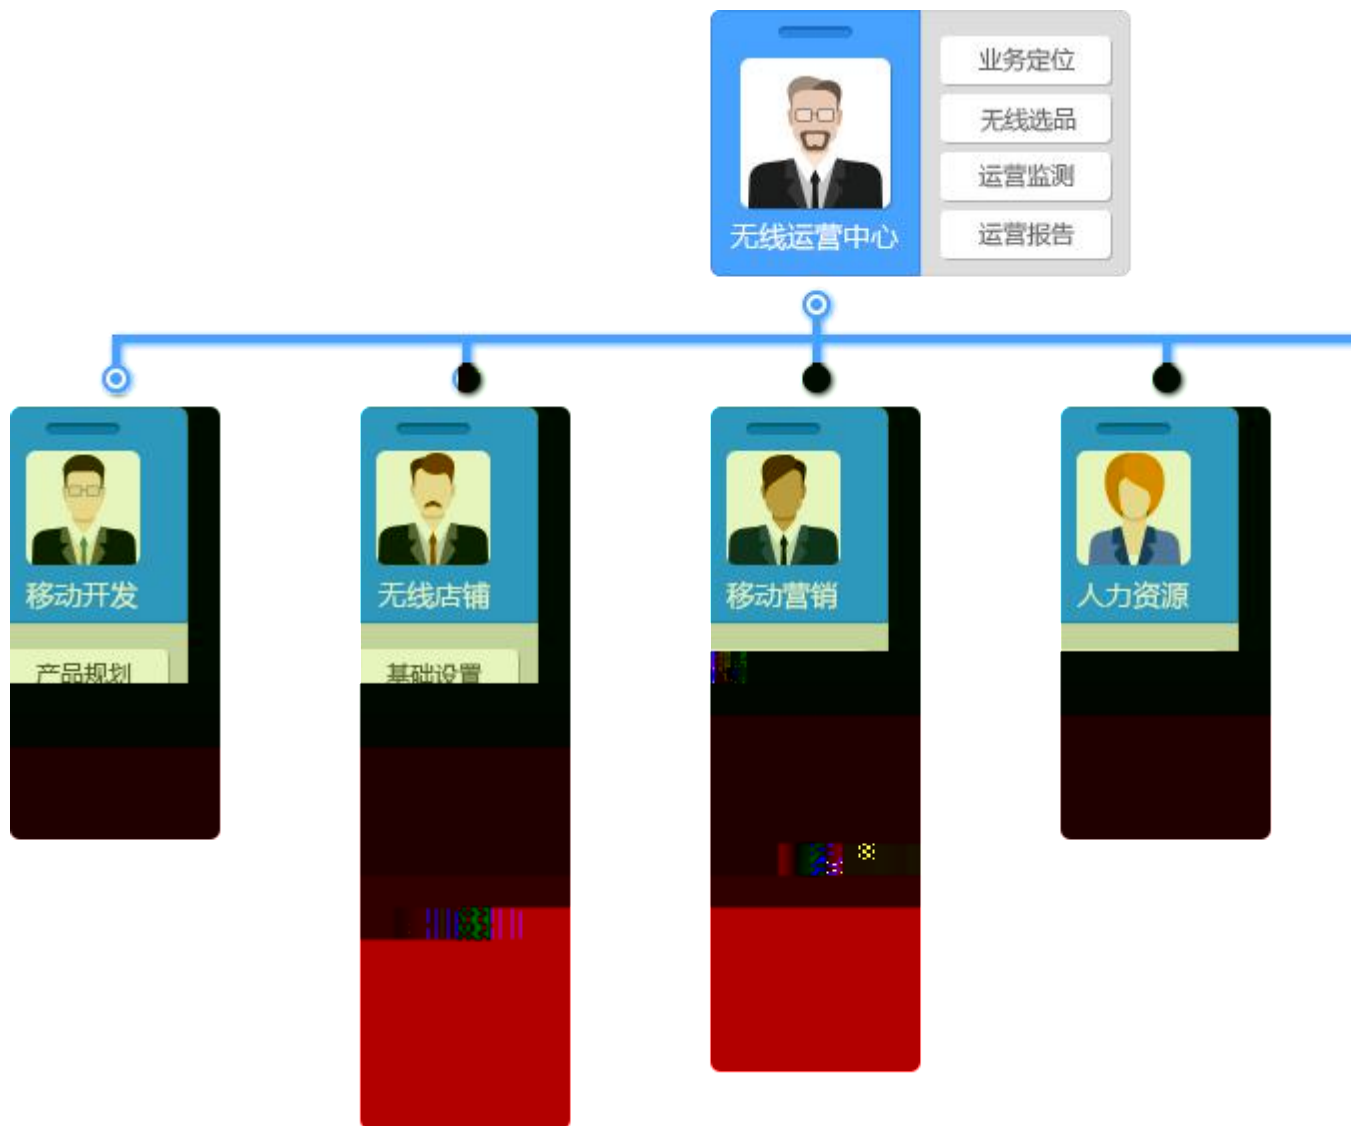 业务定位
无线选品
运营监测
运营报告
无线运营中心
移动开发
无线店铺
移动营销
人力资源
产品规划
基础设置